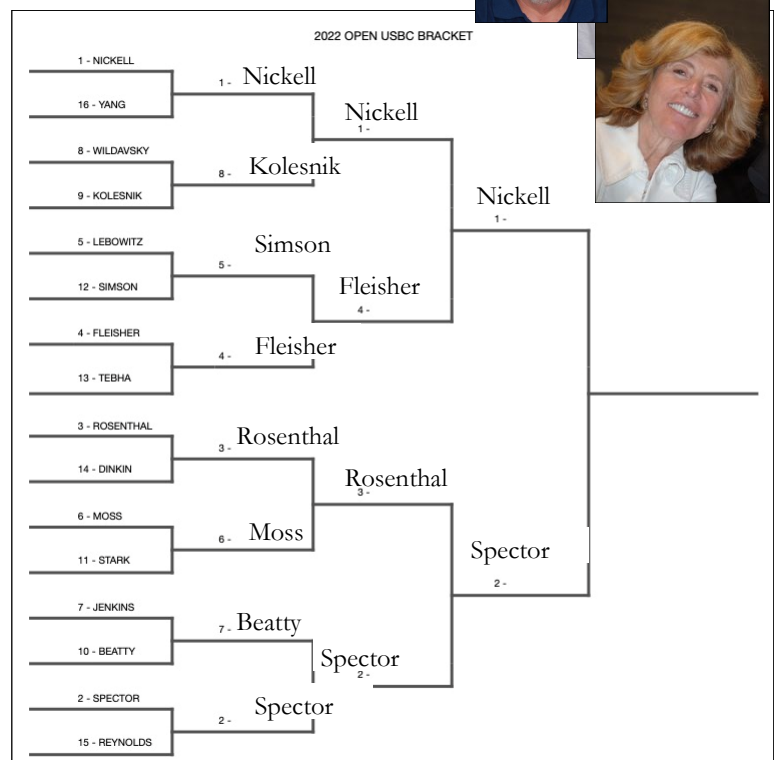 2022 OPEN USBC BRACKET
1 - NICKELL
16 - YANG
8 - WILDAVSKY
9 - KOLESNIK
5 - LEBOWITZ
12 - SIMSON
4 - FLEISHER
13 - TEBHA
3 - ROSENTHAL
14 - DINKIN
6 - MOSS
11 - STARK
7 - JENKINS
10 - BEATTY
2 - SPECTOR
15 - REYNOLDS
1 - Nickell
8 - Kolesnik
5 - Simson
4 - Fleisher
3 - Rosenthal
6 - Moss
7 - Beatty
2 - Spector
Nickell
1 -
Fleisher
4 -
Rosenthal
3 -
Spector
2 -
Nickell
1 -
Spector
2 -